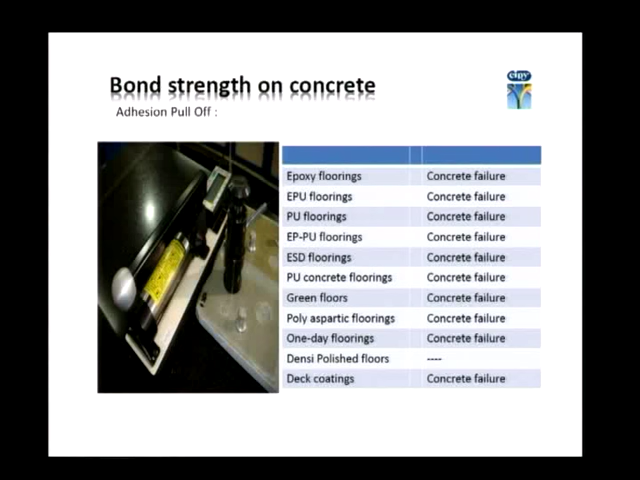 Bond strength on concrete
Adhesion Pull Off :
Epoxy floorings Concrete failure
EPU floorings Concrete failure
PU floorings Concrete failure
EP-PU floorings Concrete failure
ESD floorings Concrete failure
PU concrete floorings Concrete failure
Green floors Concrete failure
Poly aspartic floorings Concrete failure
One-day floorings Concrete failure
Densi Polished floors ----
Deck coatings Concrete failure